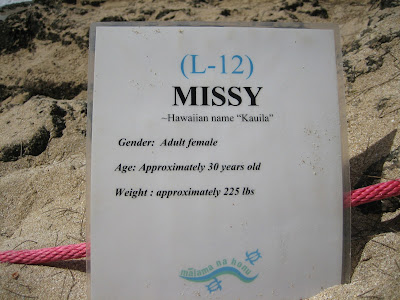 (L-12)
MISSY
~Hawaiian name "Kauila"
Gender: Adult female
Age: Approximately 30 years old
Weight : approximately 225 lbs
malama na honu